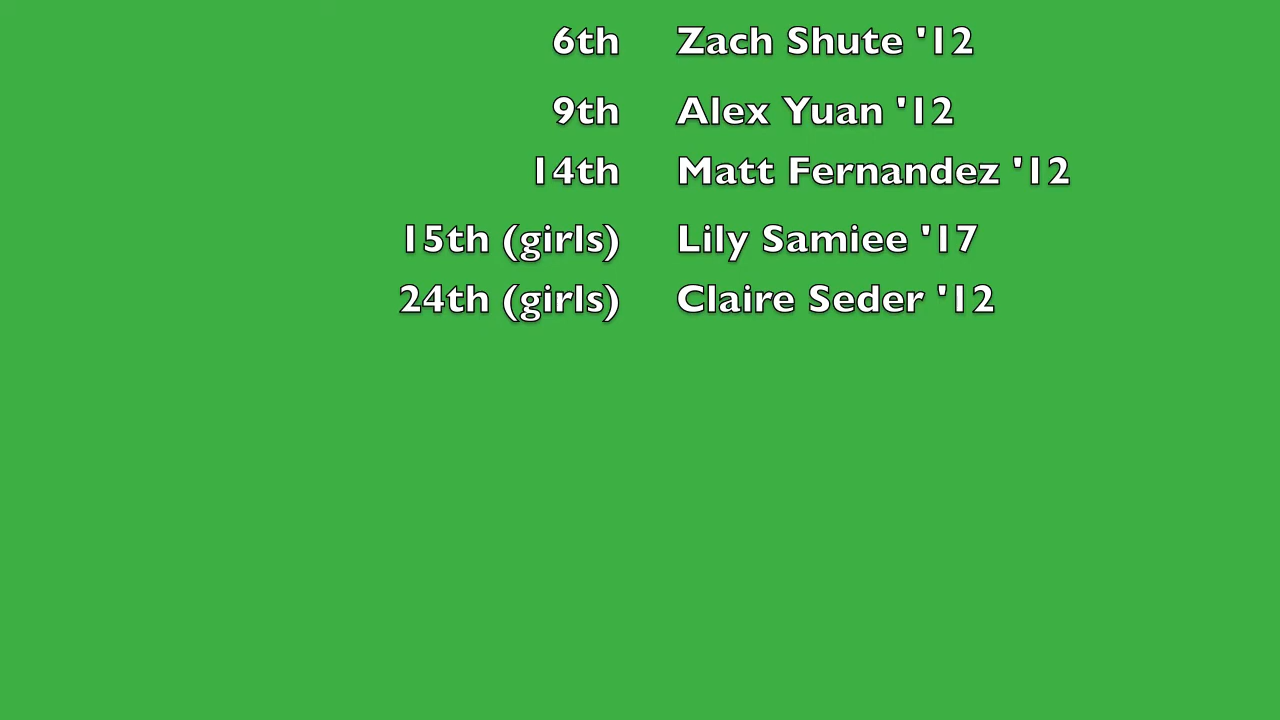 6th Zach Shute '12
9th Alex Yuan '12
14th Matt Fernandez '12
15th (girls) Lily Samiee '17
24th (girls) Claire Seder '12